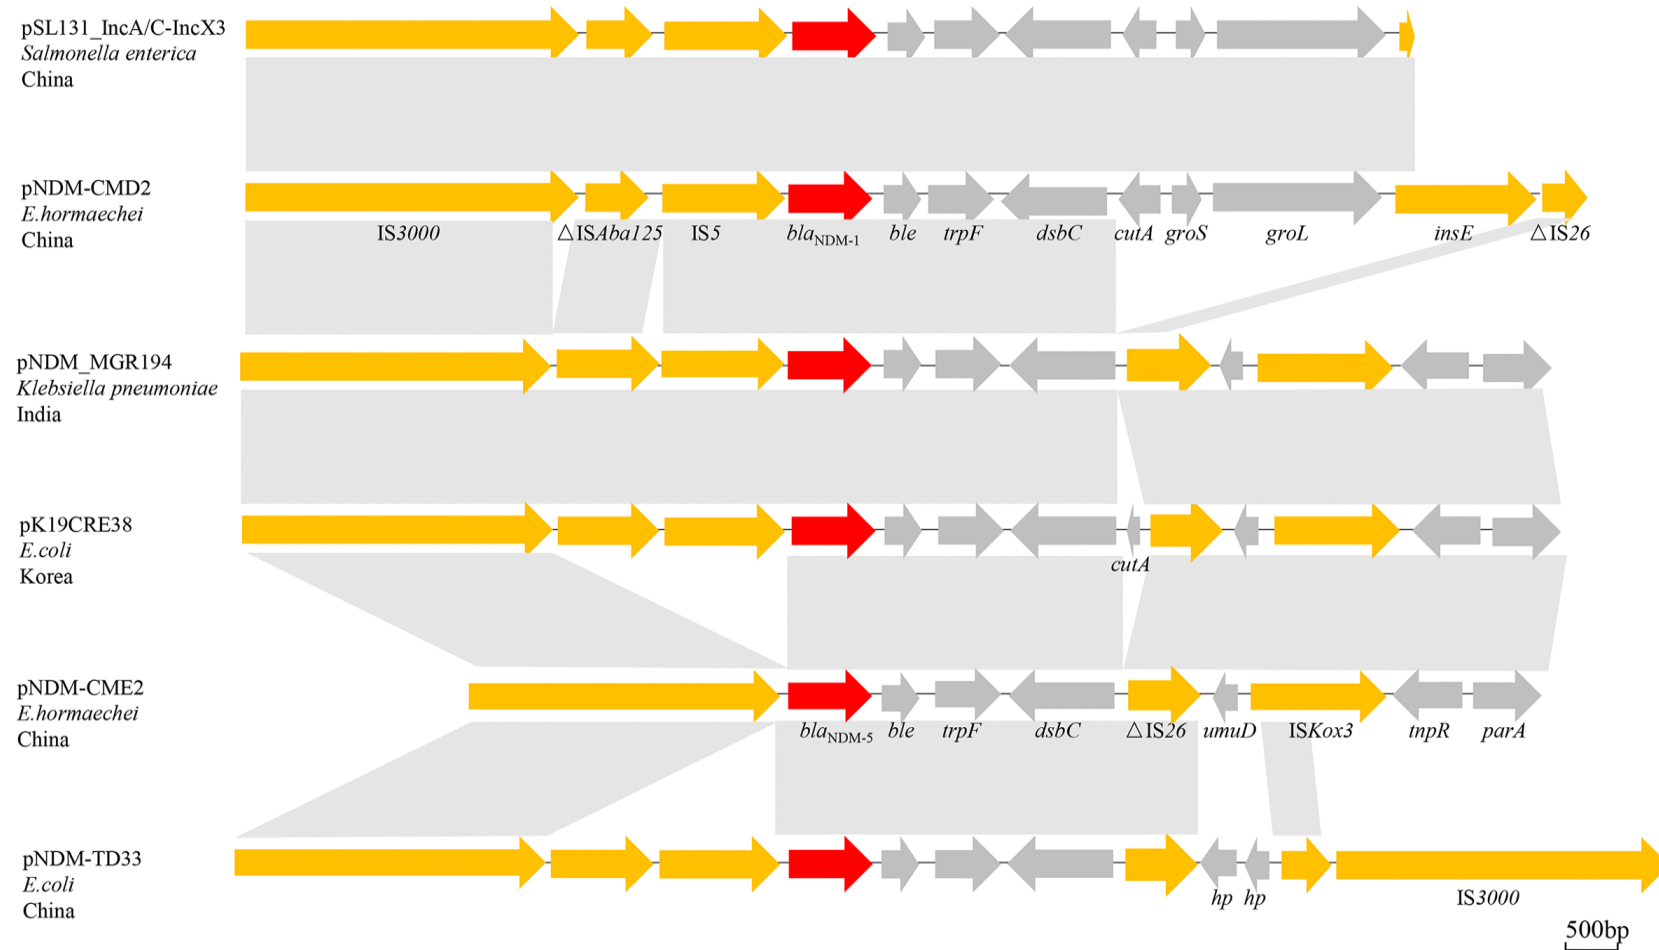 pSL131_IncA/C-IncX3
Salmonella enterica
China
pNDM-CMD2
E.hormaechei
China
IS3000 △ISAba125 IS5 blaNDM-1 ble trpF dsbC cutA groS groL insE △IS26
pNDM_MGR194
Klebsiella pneumoniae
India
pK19CRE38
E.coli
Korea
cutA
pNDM-CME2
E.hormaechei
China
blaNDM-5 ble trpF dsbC △IS26 umuD ISKox3 tnpR parA
pNDM-TD33
E.coli
China
hp hp IS3000
500bp